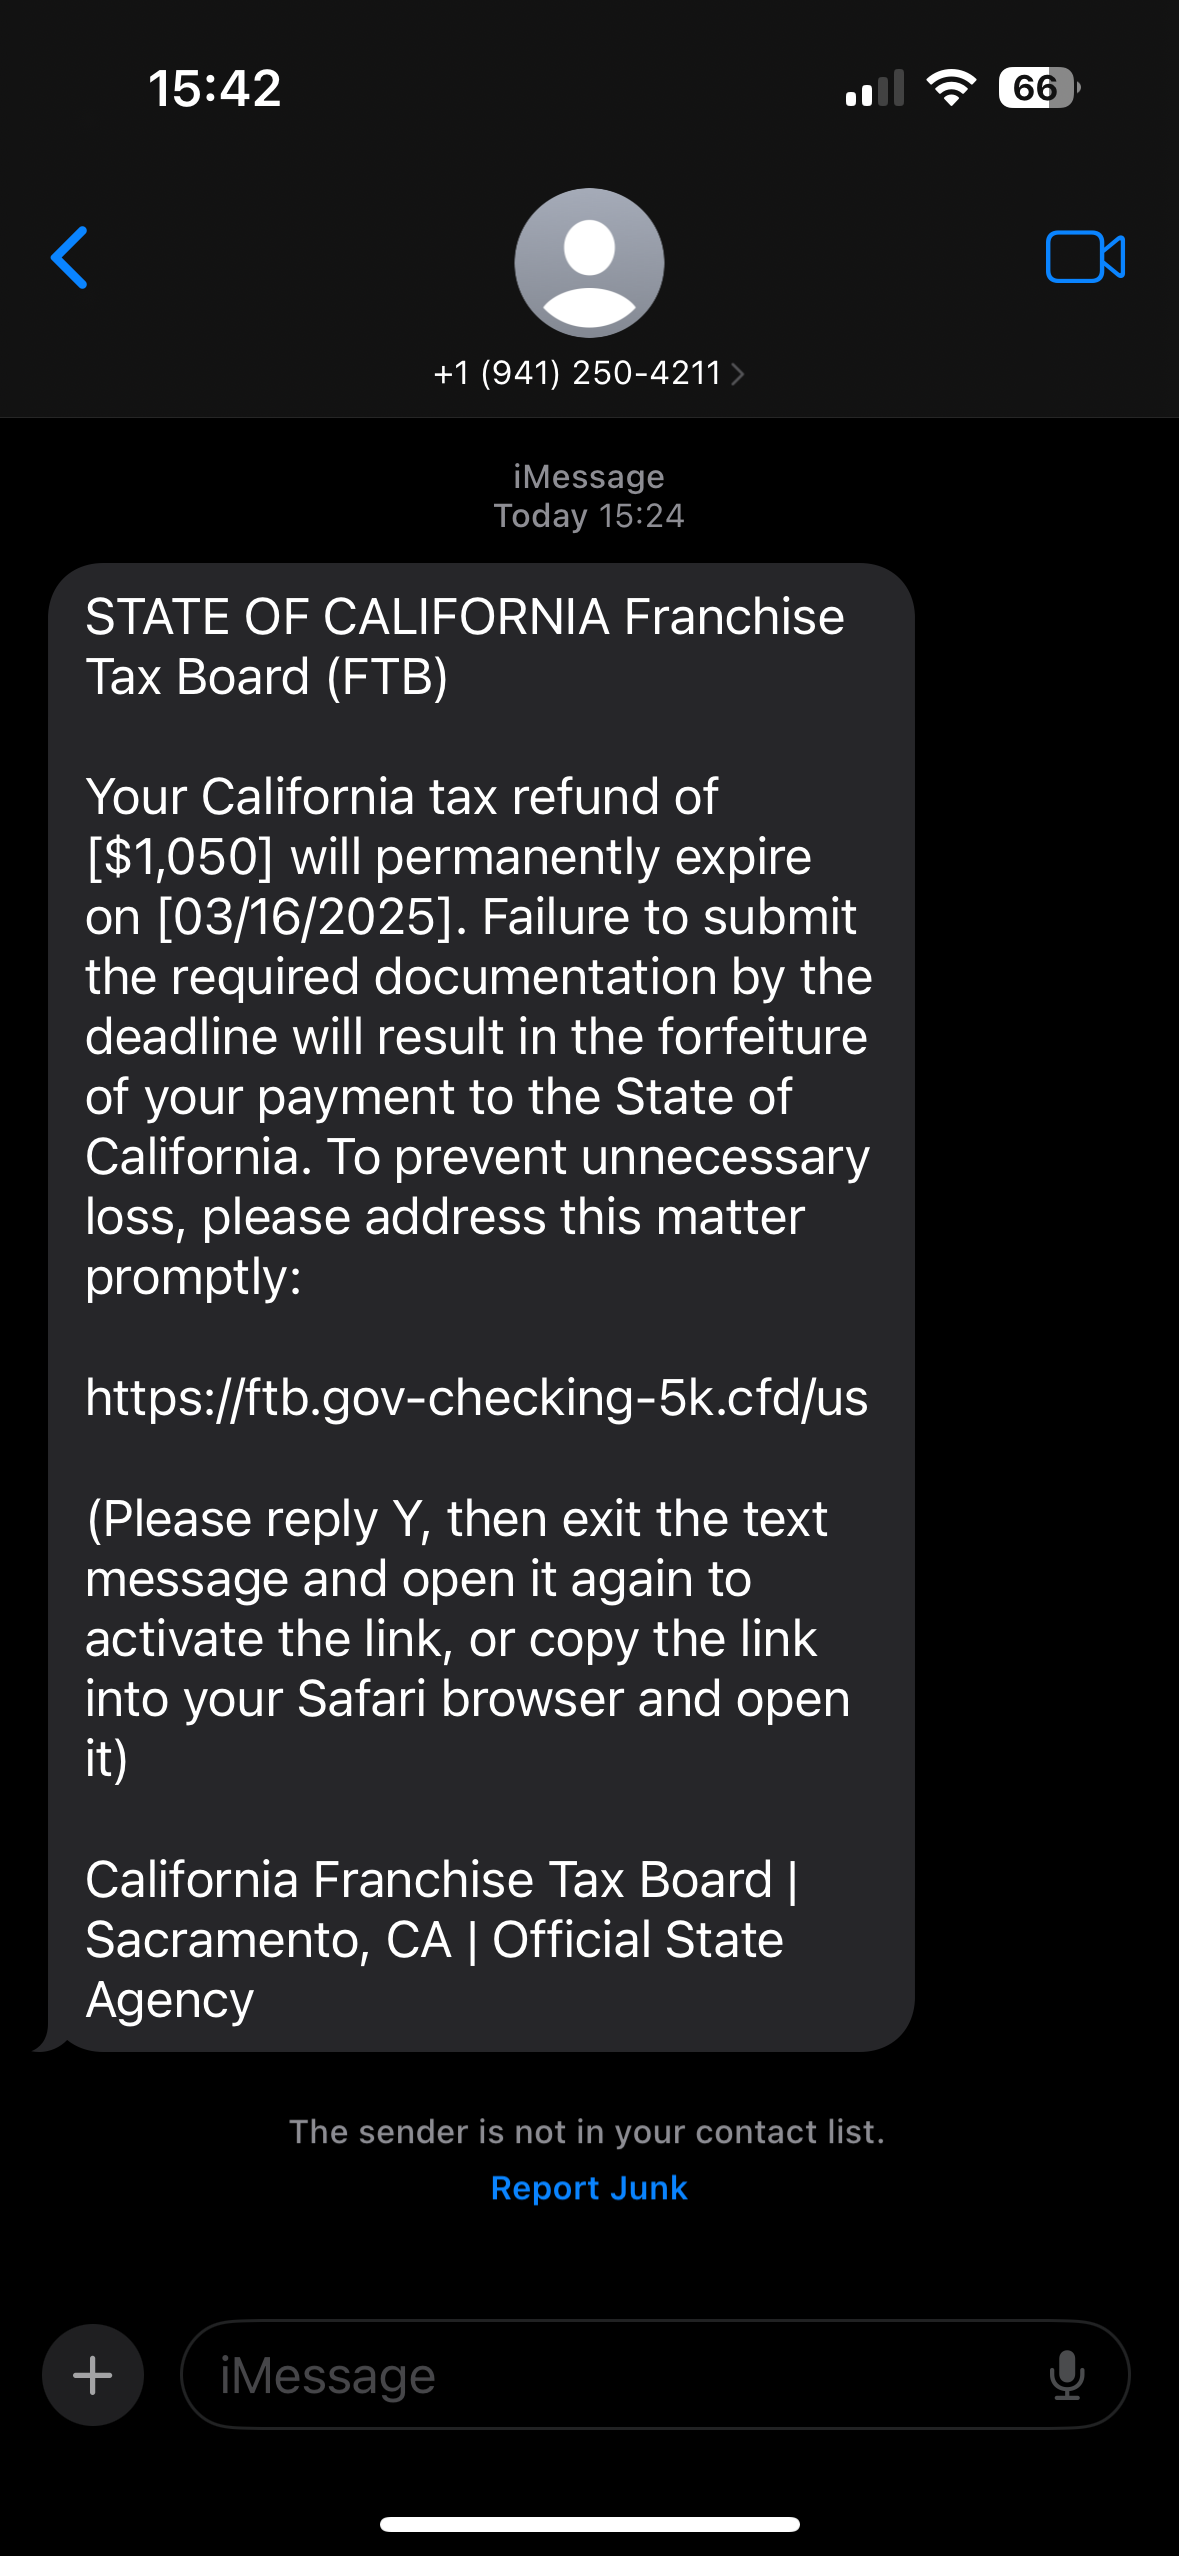 15:42
66
+1 (941) 250-4211
iMessage
Today 15:24
STATE OF CALIFORNIA Franchise
Tax Board (FTB)
Your California tax refund of
[$1,050] will permanently expire
on [03/16/2025]. Failure to submit
the required documentation by the
deadline will result in the forfeiture
of your payment to the State of
California. To prevent unnecessary
loss, please address this matter
promptly:
https://ftb.gov-checking-5k.cfd/us
(Please reply Y, then exit the text
message and open it again to
activate the link, or copy the link
into your Safari browser and open
it)
California Franchise Tax Board |
Sacramento, CA | Official State
Agency
The sender is not in your contact list.
Report Junk
iMessage